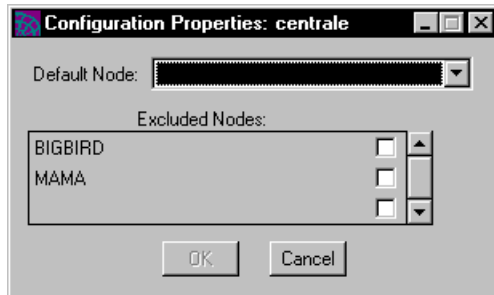 Configuration Properties: centrale
Default Node:
Excluded Nodes:
BIGBIRD
MAMA
OK Cancel